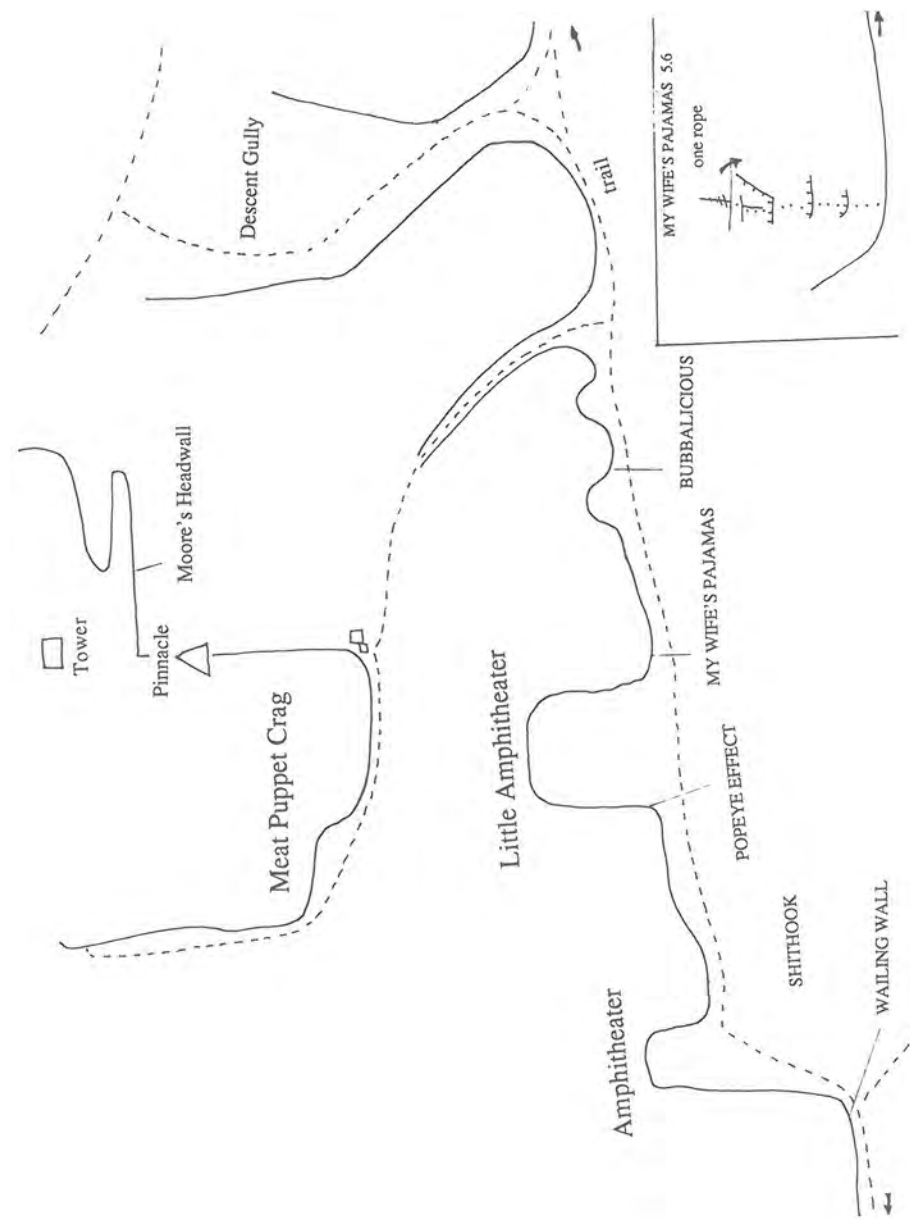 Tower
Pinnacle
Moore's Headwall
Meat Puppet Crag
Descent Gully
trail
Amphitheater
Little Amphitheater
SHITHOOK
WAILING WALL
POPEYE EFFECT
MY WIFE'S PAJAMAS
BUBBALICIOUS
MY WIFE'S PAJAMAS 5.6
one rope